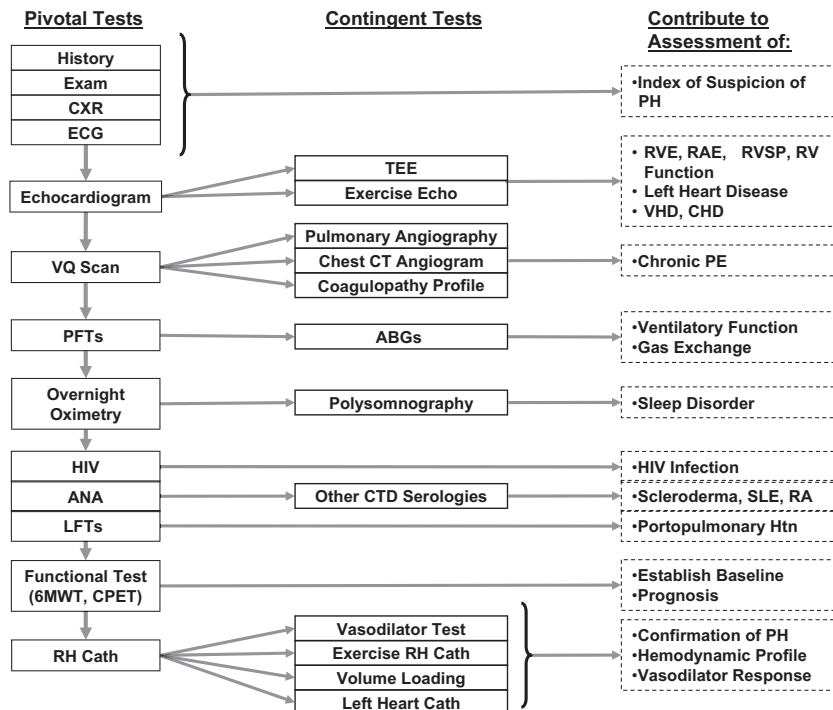 Pivotal Tests
Contingent Tests
Contribute to
Assessment of:
History
Exam
CXR
ECG
•Index of Suspicion of
PH
Echocardiogram
TEE
Exercise Echo
• RVE, RAE, RVSP, RV
Function
• Left Heart Disease
• VHD, CHD
VQ Scan
Pulmonary Angiography
Chest CT Angiogram
Coagulopathy Profile
•Chronic PE
PFTs
ABGs
•Ventilatory Function
•Gas Exchange
Overnight
Oximetry
Polysomnography
•Sleep Disorder
HIV
•HIV Infection
ANA
Other CTD Serologies
•Scleroderma, SLE, RA
LFTs
•Portopulmonary Htn
Functional Test
(6MWT, CPET)
•Establish Baseline
•Prognosis
RH Cath
Vasodilator Test
Exercise RH Cath
Volume Loading
Left Heart Cath
•Confirmation of PH
•Hemodynamic Profile
•Vasodilator Response